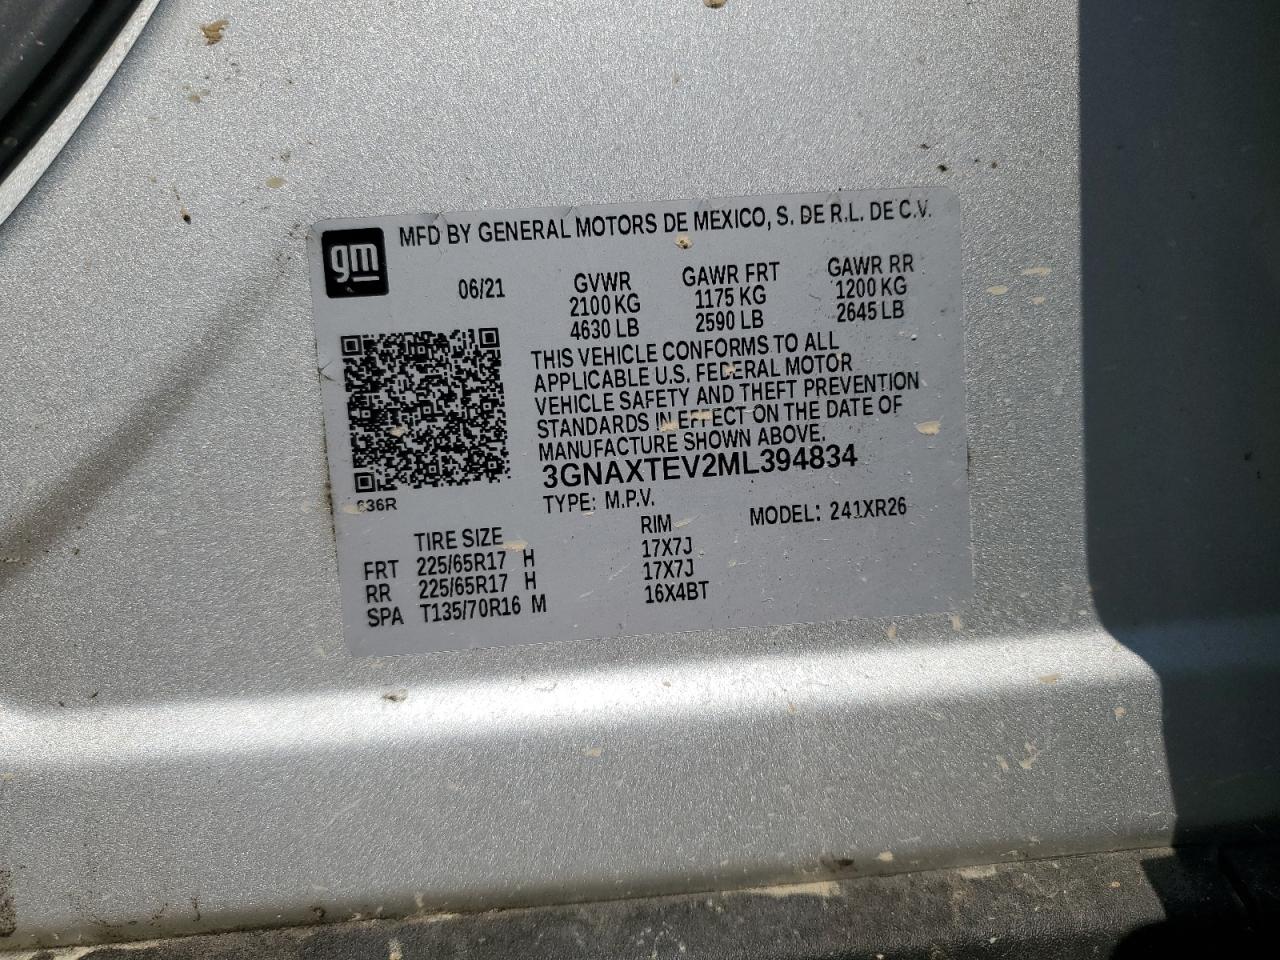 gm
MFD BY GENERAL MOTORS DE MEXICO, S. DE R.L. DE C.V.
06/21 GVWR GAWR FRT GAWR RR
2100 KG 1175 KG 1200 KG
4630 LB 2590 LB 2645 LB
THIS VEHICLE CONFORMS TO ALL
APPLICABLE U.S. FEDERAL MOTOR
VEHICLE SAFETY AND THEFT PREVENTION
STANDARDS IN EFFECT ON THE DATE OF
MANUFACTURE SHOWN ABOVE.
3GNAXTEV2ML394834
TYPE: M.P.V. MODEL: 241XR26
TIRE SIZE RIM
FRT 225/65R17 H 17X7J
RR 225/65R17 H 17X7J
SPA T135/70R16 M 16X4BT